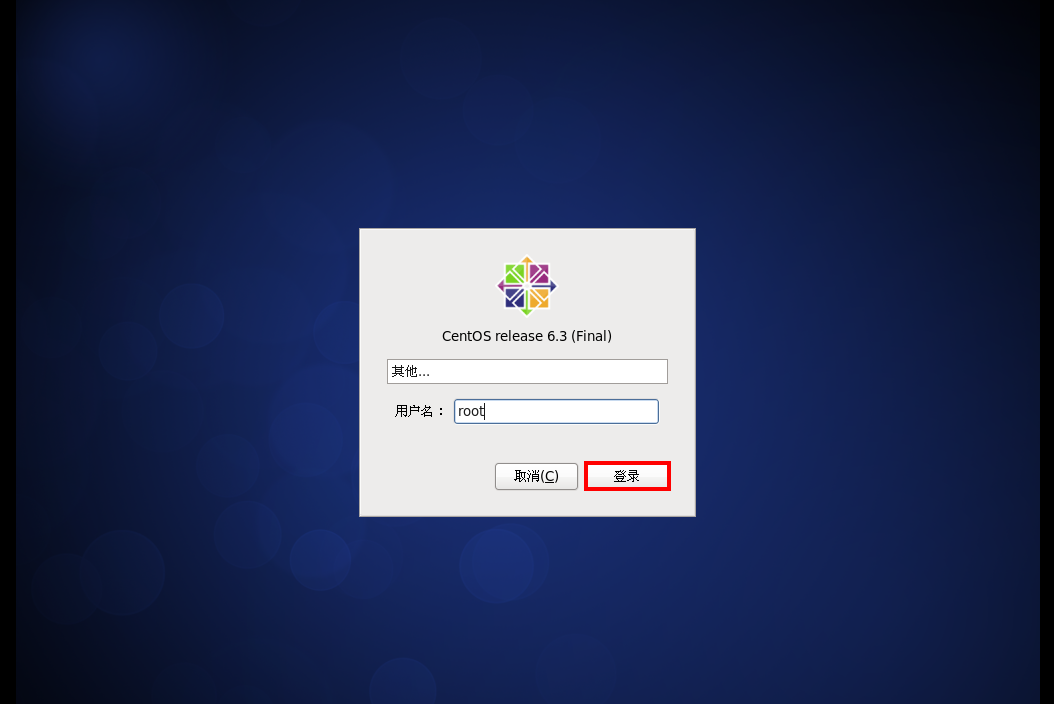 CentOS release 6.3 (Final)
其他...
用户名： root
取消(C) 登录